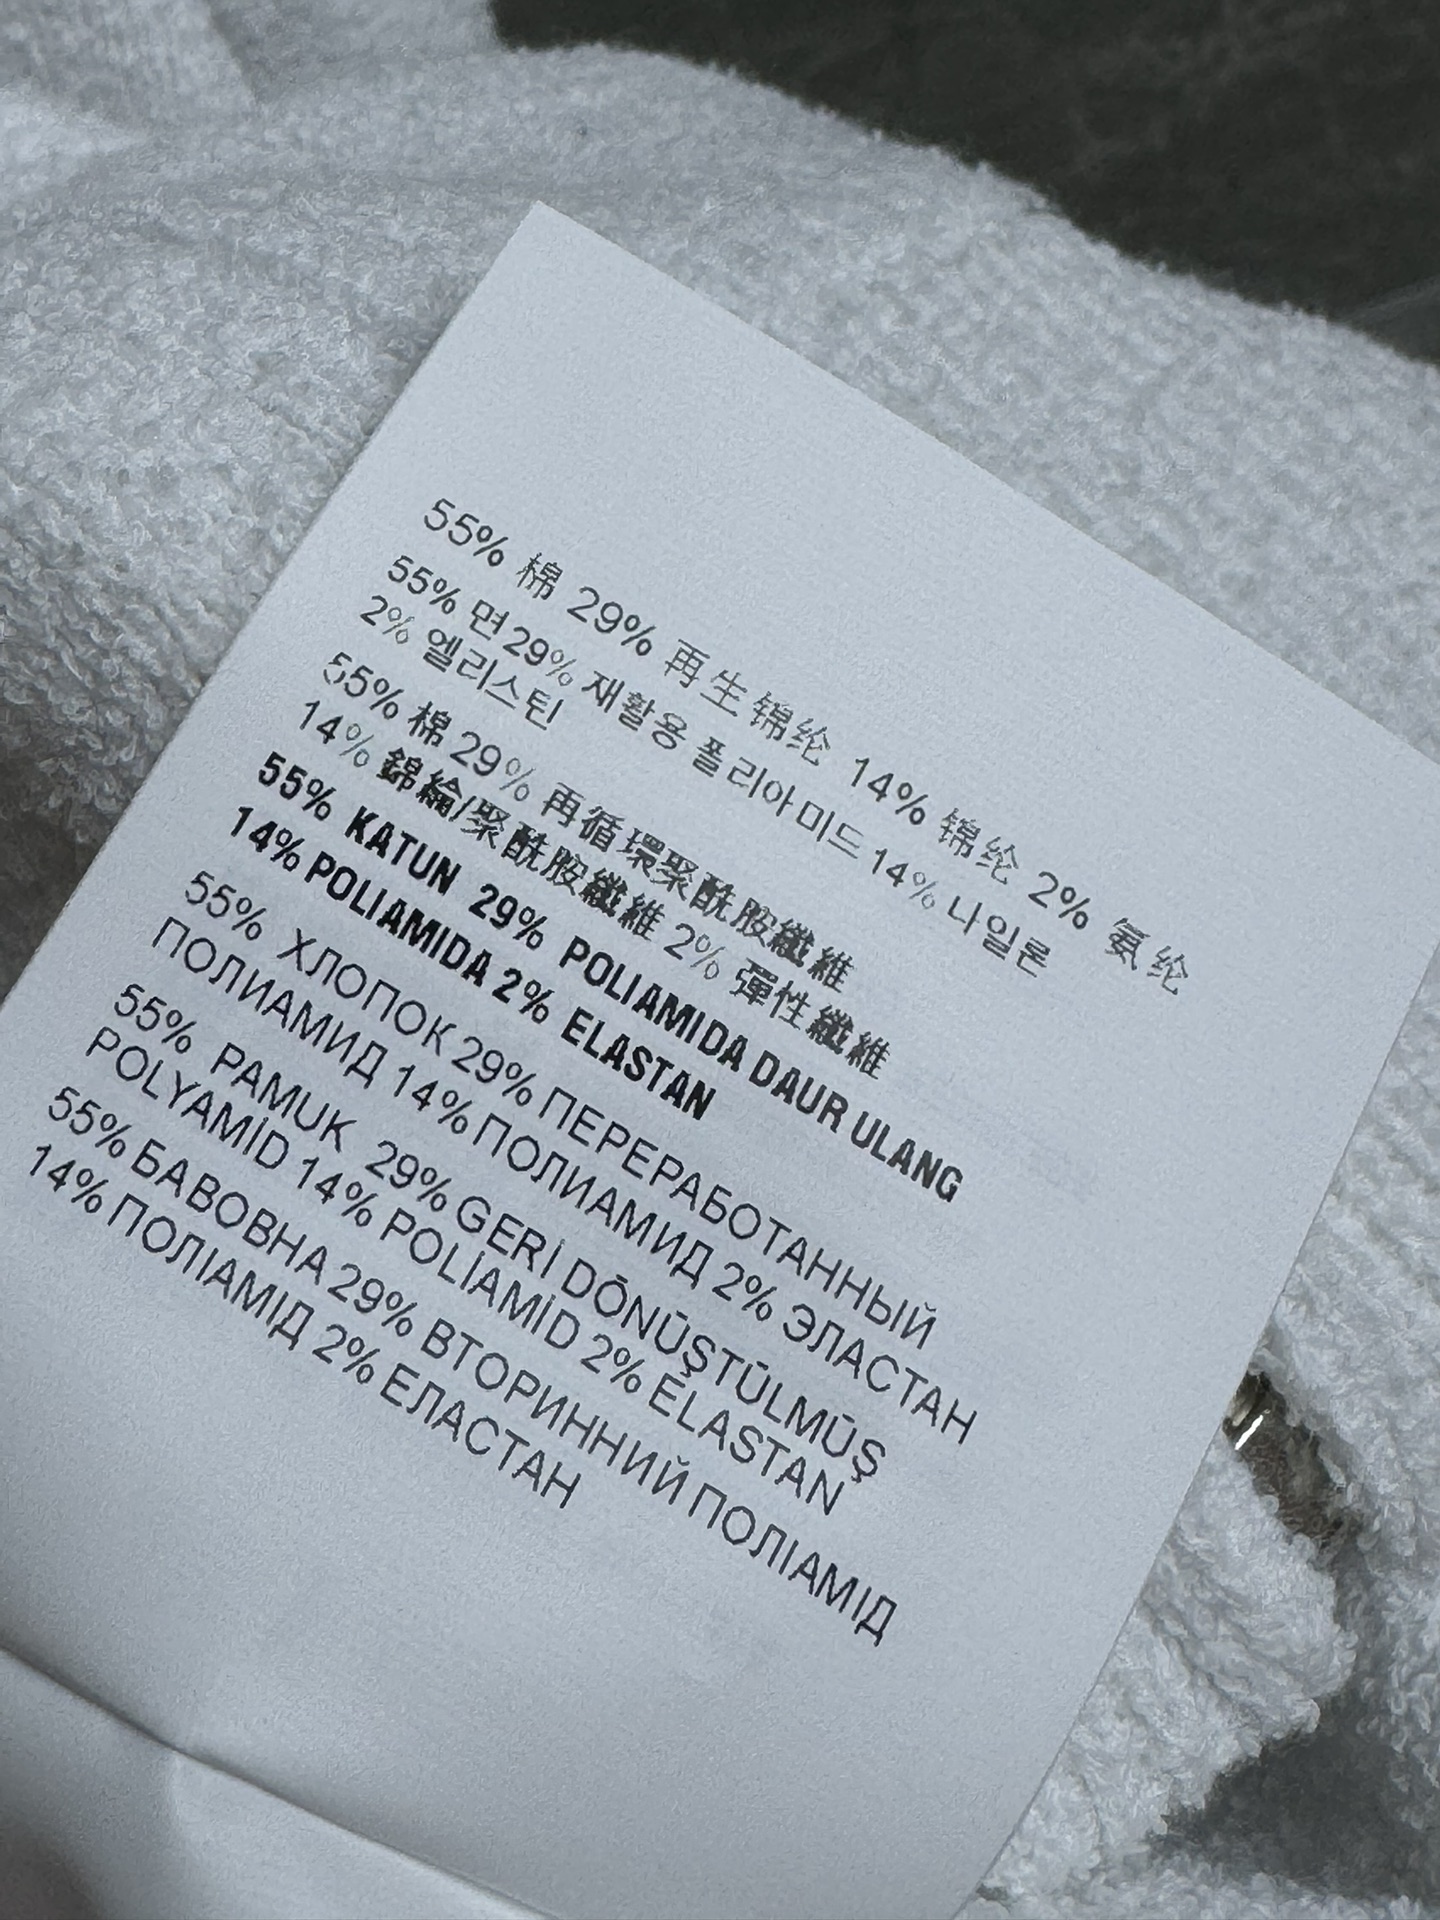 55% 棉 29% 再生锦纶 14% 锦纶 2% 氨纶
55% 면 29% 재활용 폴리아미드 14% 나일론
2% 엘리스틴
55% 棉 29% 再循環聚酰胺纖維
14% 錦綸/聚酰胺纖維 2% 彈性纖維
55% KATUN 29% POLIAMIDA DAUR ULANG
14% POLIAMIDA 2% ELASTAN
55% ХЛОПОК 29% ПЕРЕРАБОТАННЫЙ
ПОЛИАМИД 14% ПОЛИАМИД 2% ЭЛАСТАН
55% PAMUK 29% GERİ DÖNÜŞTÜLMÜŞ
POLYAMİD 14% POLİAMİD 2% ELASTAN
55% БАВОВНА 29% ВТОРИННИЙ ПОЛІАМІД
14% ПОЛІАМІД 2% ЕЛАСТАН